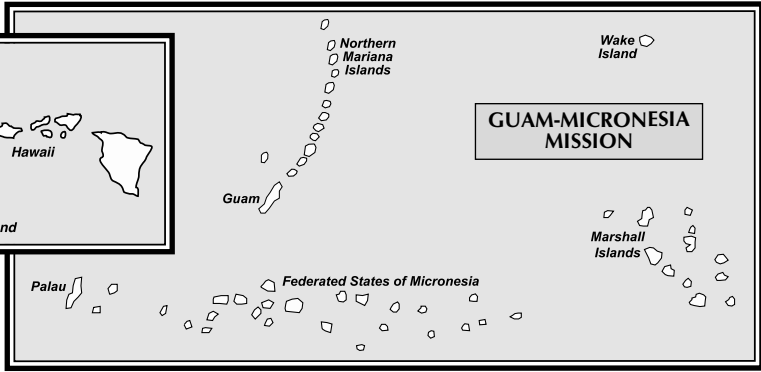 Northern
Mariana
Islands
Wake
Island
GUAM-MICRONESIA
MISSION
Hawaii
Guam
nd
Marshall
Islands
Palau
Federated States of Micronesia